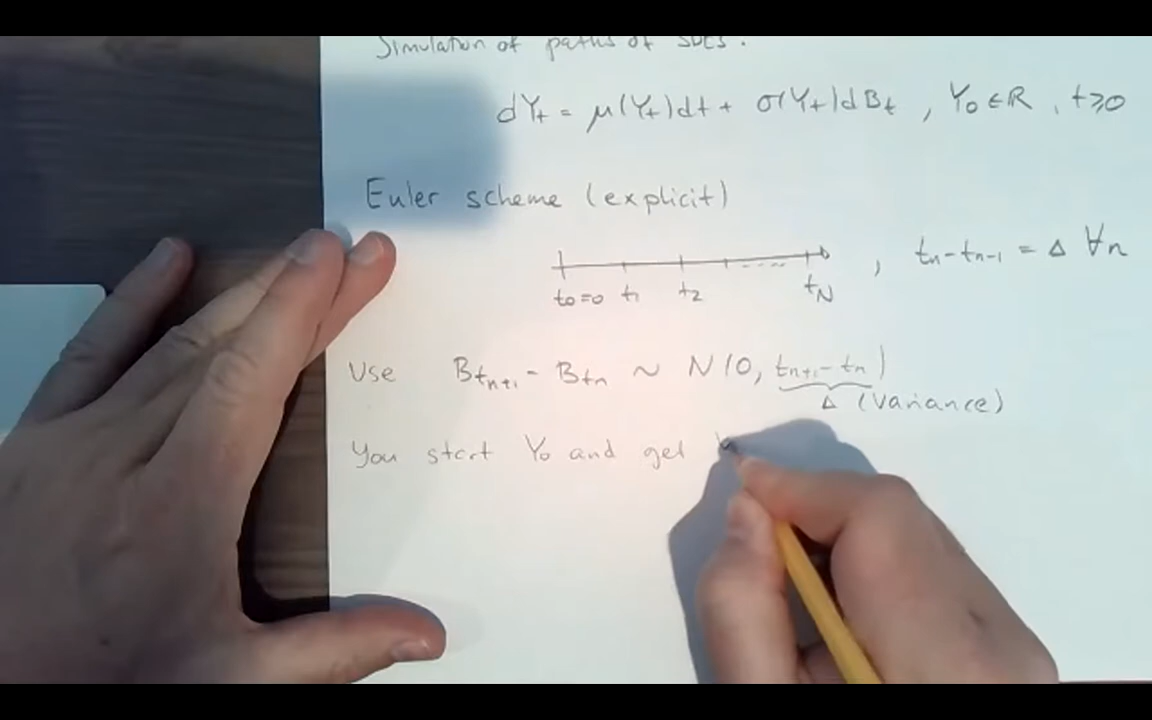 Simulation of paths of SDEs.
dYt = μ(Yt)dt + σ(Yt)dBt , Y0 ∈ ℝ , t≥0
Euler scheme (explicit)
t0=0 t1 t2 ---- tN , tn-tn-1 = Δ ∀n
Use Btn+1 - Btn ~ N(0, tn+1-tn)
Δ (variance)
You start Y0 and get